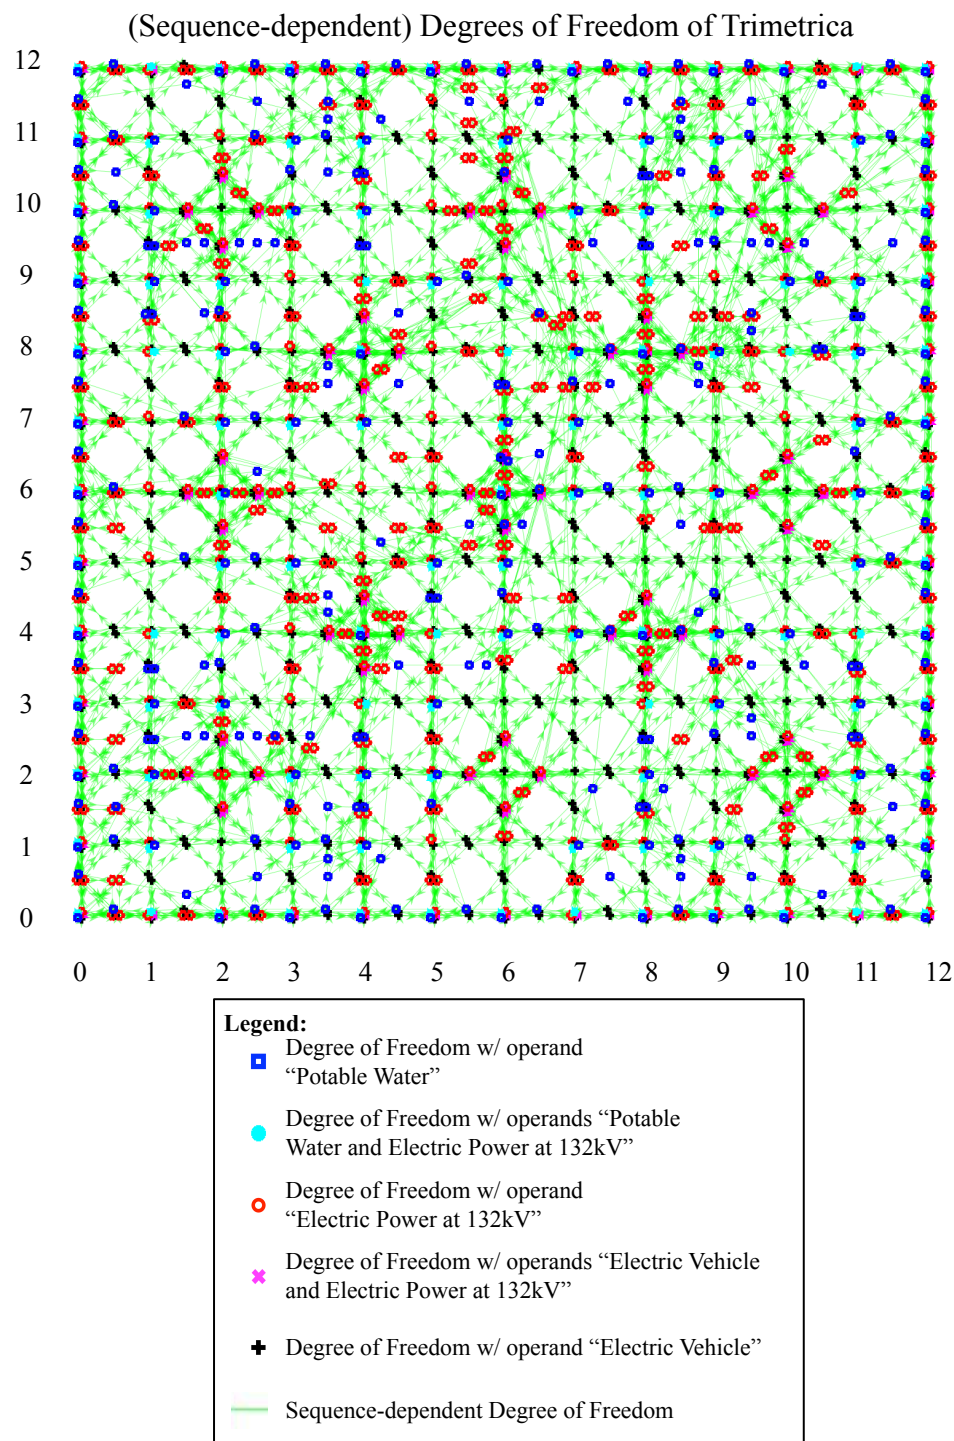 (Sequence-dependent) Degrees of Freedom of Trimetrica
12
11
10
9
8
7
6
5
4
3
2
1
0
0 1 2 3 4 5 6 7 8 9 10 11 12
Legend:
Degree of Freedom w/ operand
“Potable Water”
Degree of Freedom w/ operands “Potable
Water and Electric Power at 132kV”
Degree of Freedom w/ operand
“Electric Power at 132kV”
Degree of Freedom w/ operands “Electric Vehicle
and Electric Power at 132kV”
Degree of Freedom w/ operand “Electric Vehicle”
Sequence-dependent Degree of Freedom